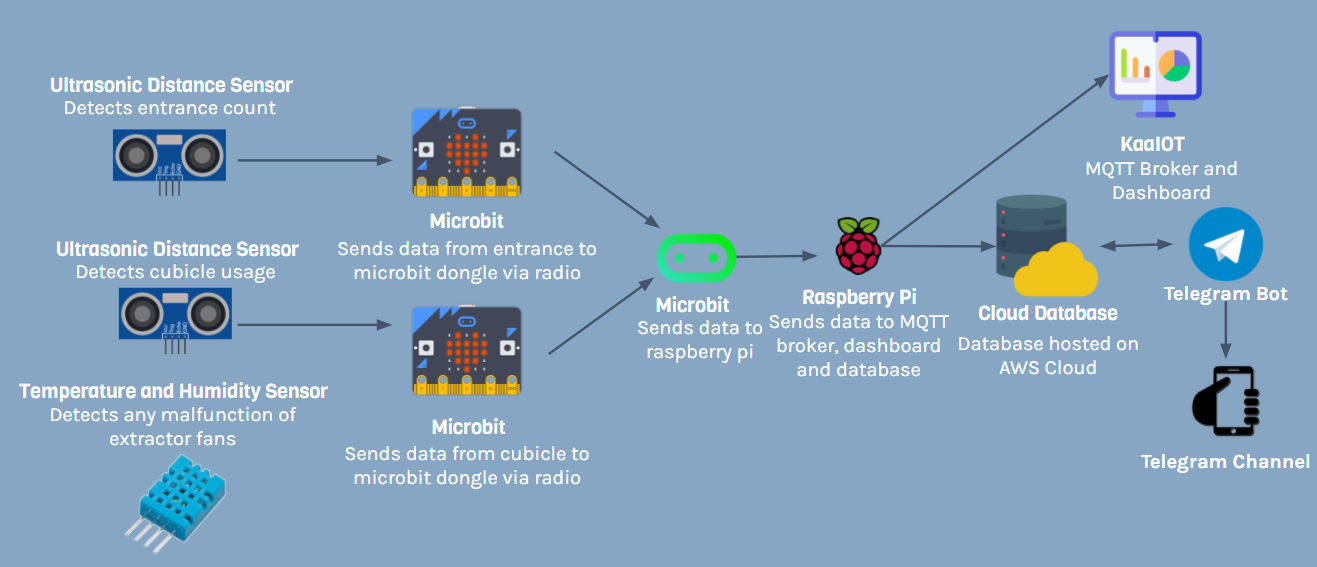 Ultrasonic Distance Sensor
Detects entrance count
Microbit
Sends data from entrance to
microbit dongle via radio
Ultrasonic Distance Sensor
Detects cubicle usage
Temperature and Humidity Sensor
Detects any malfunction of
extractor fans
Microbit
Sends data from cubicle to
microbit dongle via radio
Microbit
Sends data to
raspberry pi
Raspberry Pi
Sends data to MQTT
broker, dashboard
and database
KaaIOT
MQTT Broker and
Dashboard
Cloud Database
Database hosted on
AWS Cloud
Telegram Bot
Telegram Channel